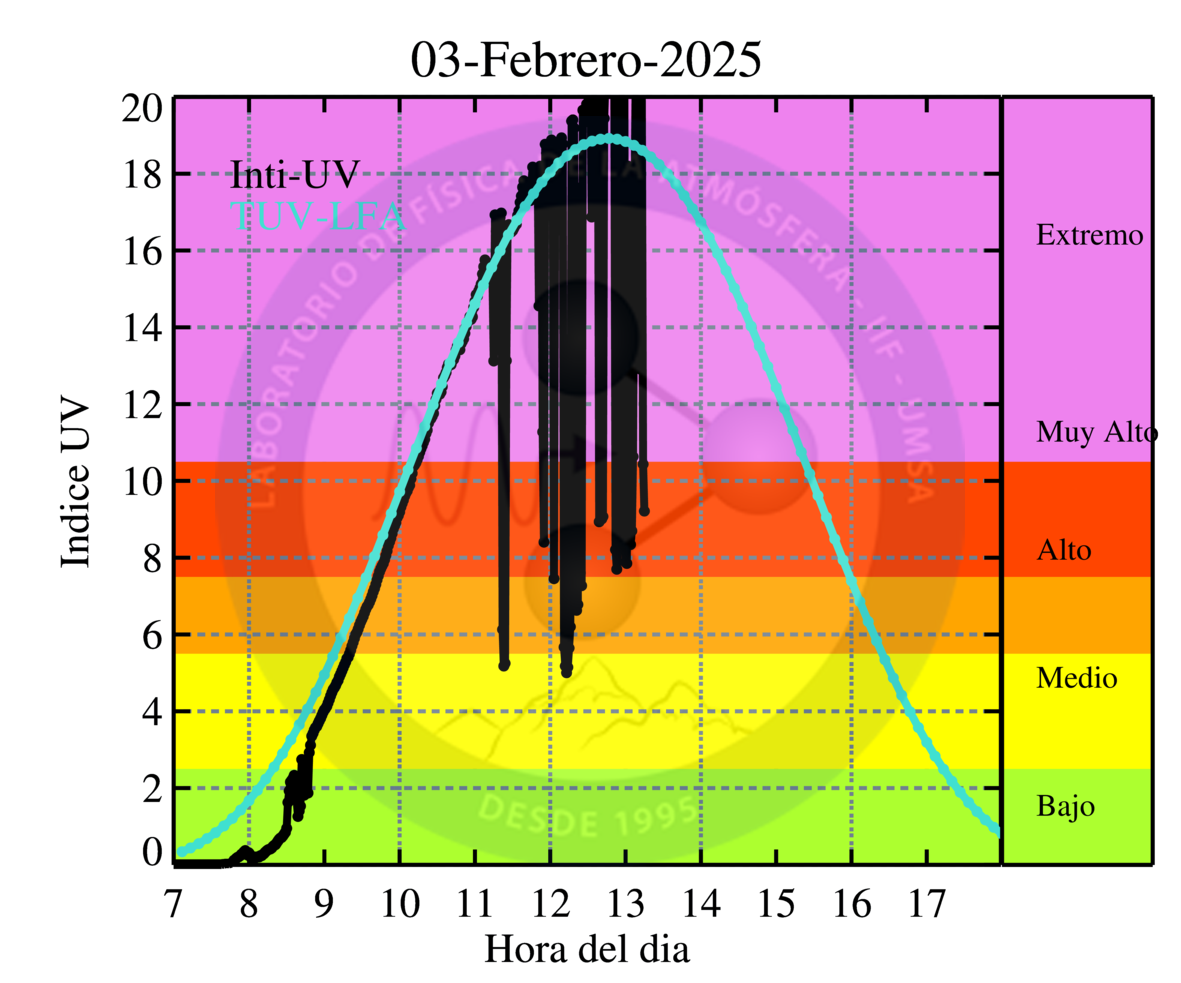 03-Febrero-2025
20
18
16
14
12
10
8
6
4
2
0
Indice UV
Inti-UV
TUV-LFA
LABORATORIO DE FÍSICA DE LA ATMÓSFERA - IIF - UMSA
DESDE 1995
Extremo
Muy Alto
Alto
Medio
Bajo
7 8 9 10 11 12 13 14 15 16 17
Hora del dia